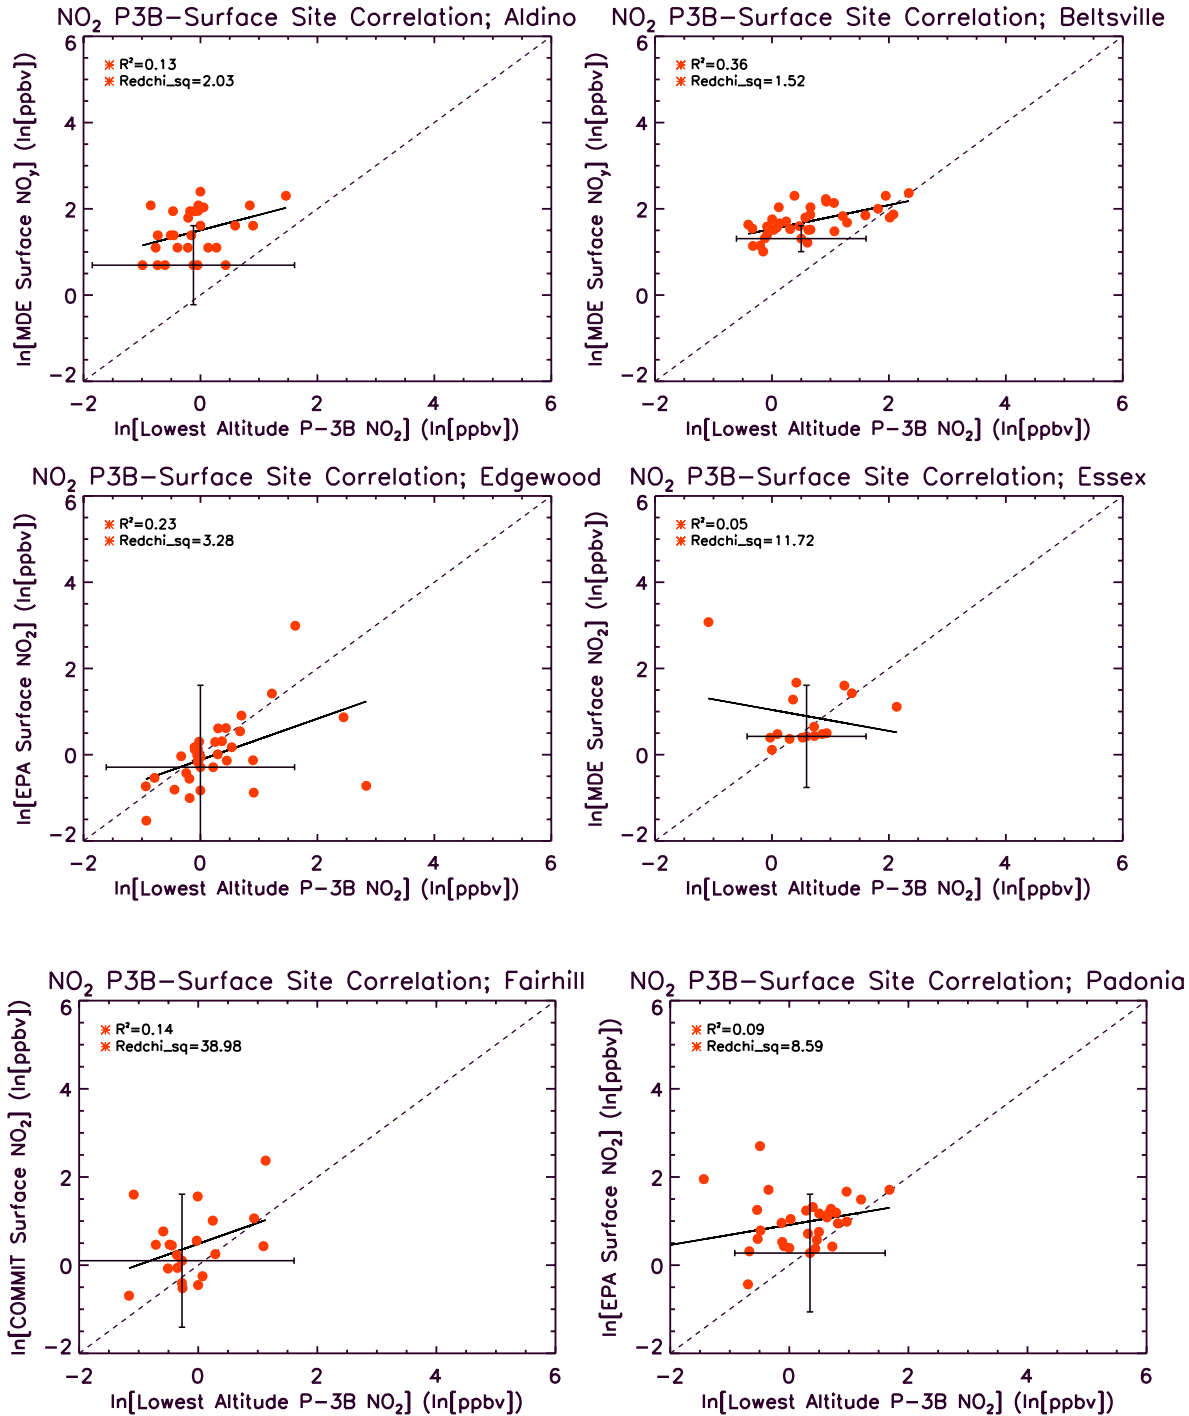 NO₂ P3B−Surface Site Correlation; Aldino
R²=0.13
Redchi_sq=2.03
ln[MDE Surface NOy] (ln[ppbv])
6
4
2
0
−2
−2 0 2 4 6
ln[Lowest Altitude P−3B NO₂] (ln[ppbv])
NO₂ P3B−Surface Site Correlation; Beltsville
R²=0.36
Redchi_sq=1.52
ln[MDE Surface NOy] (ln[ppbv])
6
4
2
0
−2
−2 0 2 4 6
ln[Lowest Altitude P−3B NO₂] (ln[ppbv])
NO₂ P3B−Surface Site Correlation; Edgewood
R²=0.23
Redchi_sq=3.28
ln[EPA Surface NO₂] (ln[ppbv])
6
4
2
0
−2
−2 0 2 4 6
ln[Lowest Altitude P−3B NO₂] (ln[ppbv])
NO₂ P3B−Surface Site Correlation; Essex
R²=0.05
Redchi_sq=11.72
ln[MDE Surface NO₂] (ln[ppbv])
6
4
2
0
−2
−2 0 2 4 6
ln[Lowest Altitude P−3B NO₂] (ln[ppbv])
NO₂ P3B−Surface Site Correlation; Fairhill
R²=0.14
Redchi_sq=38.98
ln[COMMIT Surface NO₂] (ln[ppbv])
6
4
2
0
−2
−2 0 2 4 6
ln[Lowest Altitude P−3B NO₂] (ln[ppbv])
NO₂ P3B−Surface Site Correlation; Padonia
R²=0.09
Redchi_sq=8.59
ln[EPA Surface NO₂] (ln[ppbv])
6
4
2
0
−2
−2 0 2 4 6
ln[Lowest Altitude P−3B NO₂] (ln[ppbv])